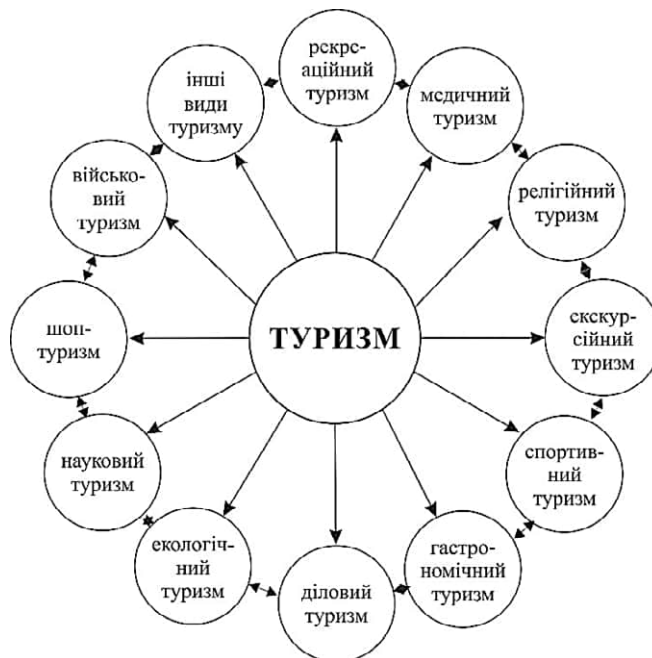 рекре-
аційний
туризм
медичний
туризм
релігійний
туризм
екскур-
сійний
туризм
спортив-
ний
туризм
гастро-
номічний
туризм
діловий
туризм
екологіч-
ний
туризм
науковий
туризм
шоп-
туризм
військо-
вий
туризм
інші
види
туризму
ТУРИЗМ